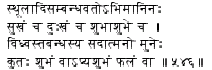 स्थूलादिसम्बन्धवतोऽभिमानिनः
सुखं च दुःखं च शुभाशुभे च ।
विध्वस्तबन्धस्य सदात्मनो मुनेः
कुतः शुभं वाऽप्यशुभं फलं वा ॥ ५४६ ॥